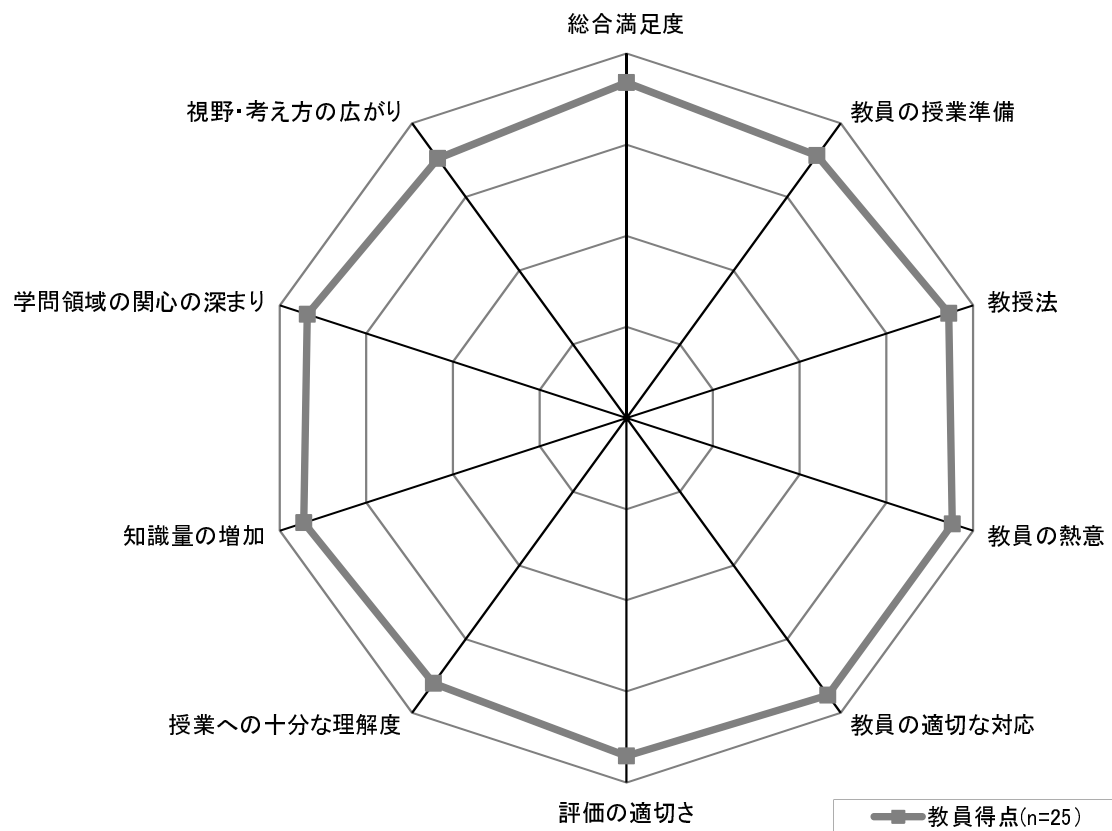 総合満足度
視野・考え方の広がり
教員の授業準備
学問領域の関心の深まり
教授法
知識量の増加
教員の熱意
授業への十分な理解度
教員の適切な対応
評価の適切さ
教員得点(n=25)